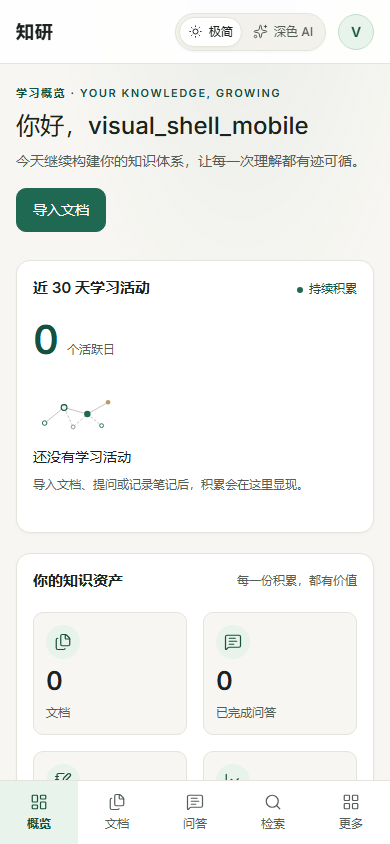 知研
极简
深色 AI
V
学习概览 · YOUR KNOWLEDGE, GROWING
你好，visual_shell_mobile
今天继续构建你的知识体系，让每一次理解都有迹可循。
导入文档
近 30 天学习活动
持续积累
0 个活跃日
还没有学习活动
导入文档、提问或记录笔记后，积累会在这里显现。
你的知识资产
每一份积累，都有价值
0
文档
0
已完成问答
概览
文档
问答
检索
更多